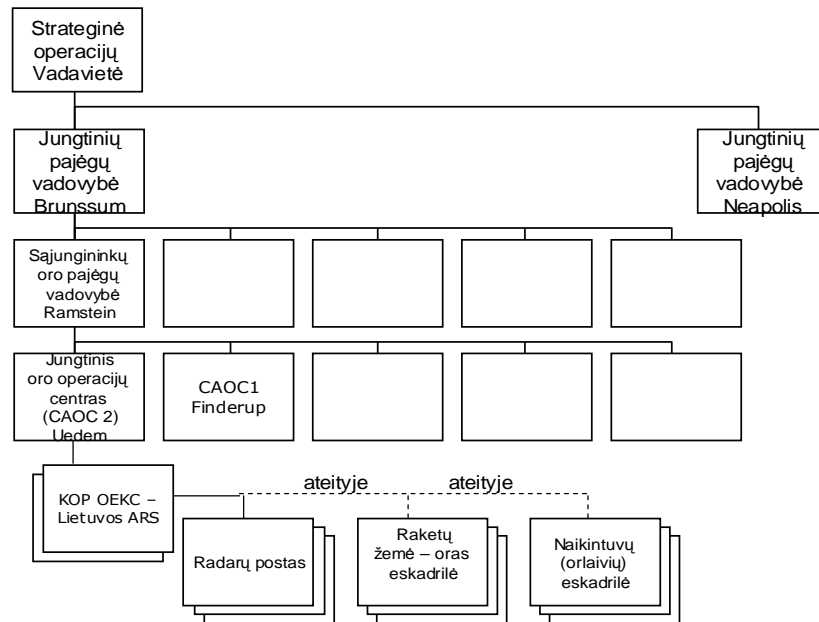 Strateginė
operacijų
Vadavietė
Jungtinių
pajėgų
vadovybė
Brunssum
Jungtinių
pajėgų
vadovybė
Neapolis
Sąjungininkų
oro pajėgų
vadovybė
Ramstein
Jungtinis
oro operacijų
centras
(CAOC 2)
Uedem
CAOC1
Finderup
KOP OEKC –
Lietuvos ARS
ateityje
ateityje
Radarų postas
Raketų
žemė – oras
eskadrilė
Naikintuvų
(orlaivių)
eskadrilė